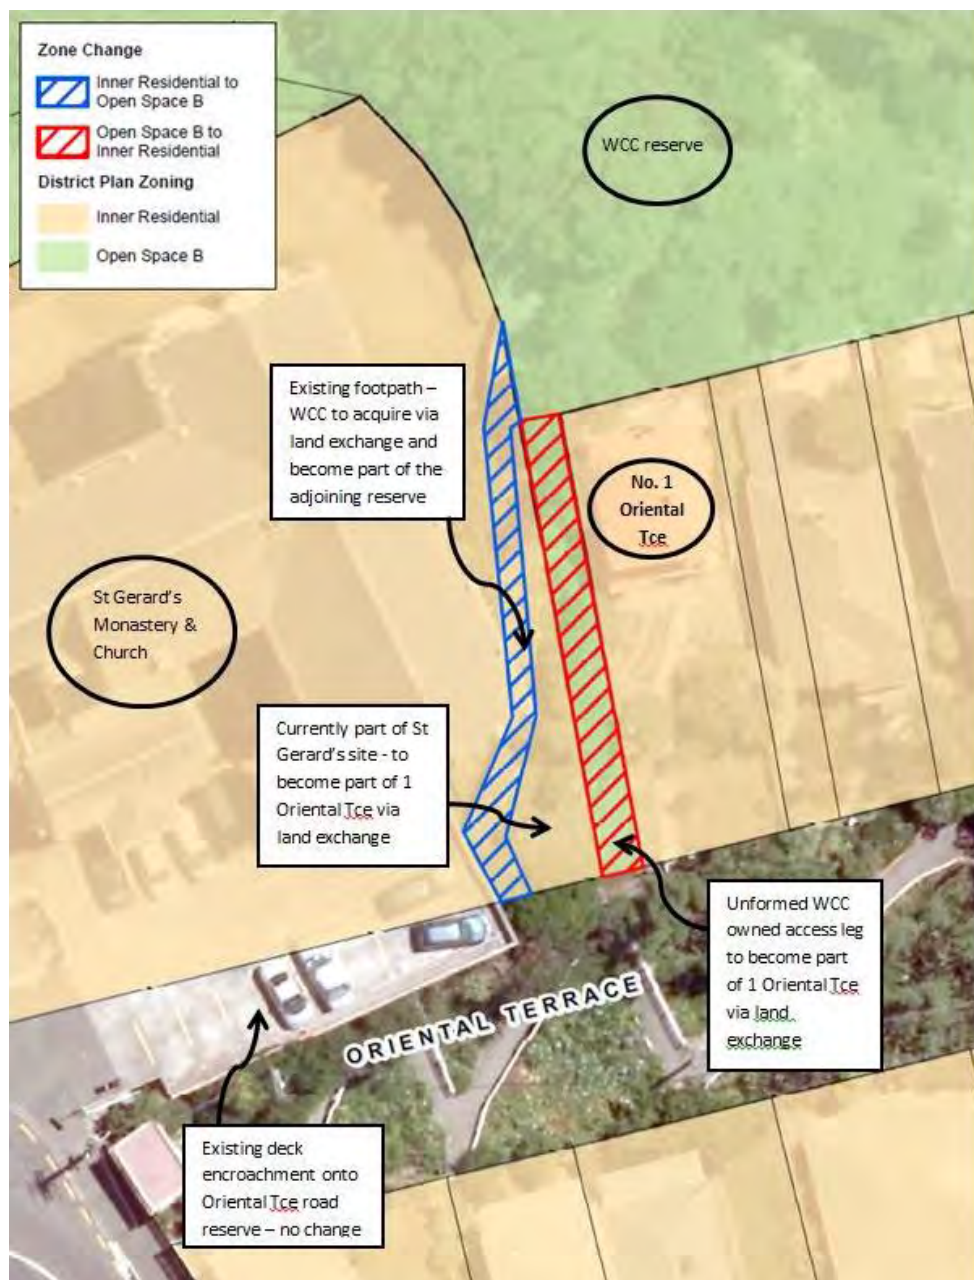 Zone Change
Inner Residential to
Open Space B
Open Space B to
Inner Residential
District Plan Zoning
Inner Residential
Open Space B
WCC reserve
Existing footpath –
WCC to acquire via
land exchange and
become part of the
adjoining reserve
No. 1
Oriental
Tce
St Gerard's
Monastery &
Church
Currently part of St
Gerard's site - to
become part of 1
Oriental Tce via
land exchange
Unformed WCC
owned access leg
to become part
of 1 Oriental Tce
via land
exchange
ORIENTAL TERRACE
Existing deck
encroachment onto
Oriental Tce road
reserve – no change